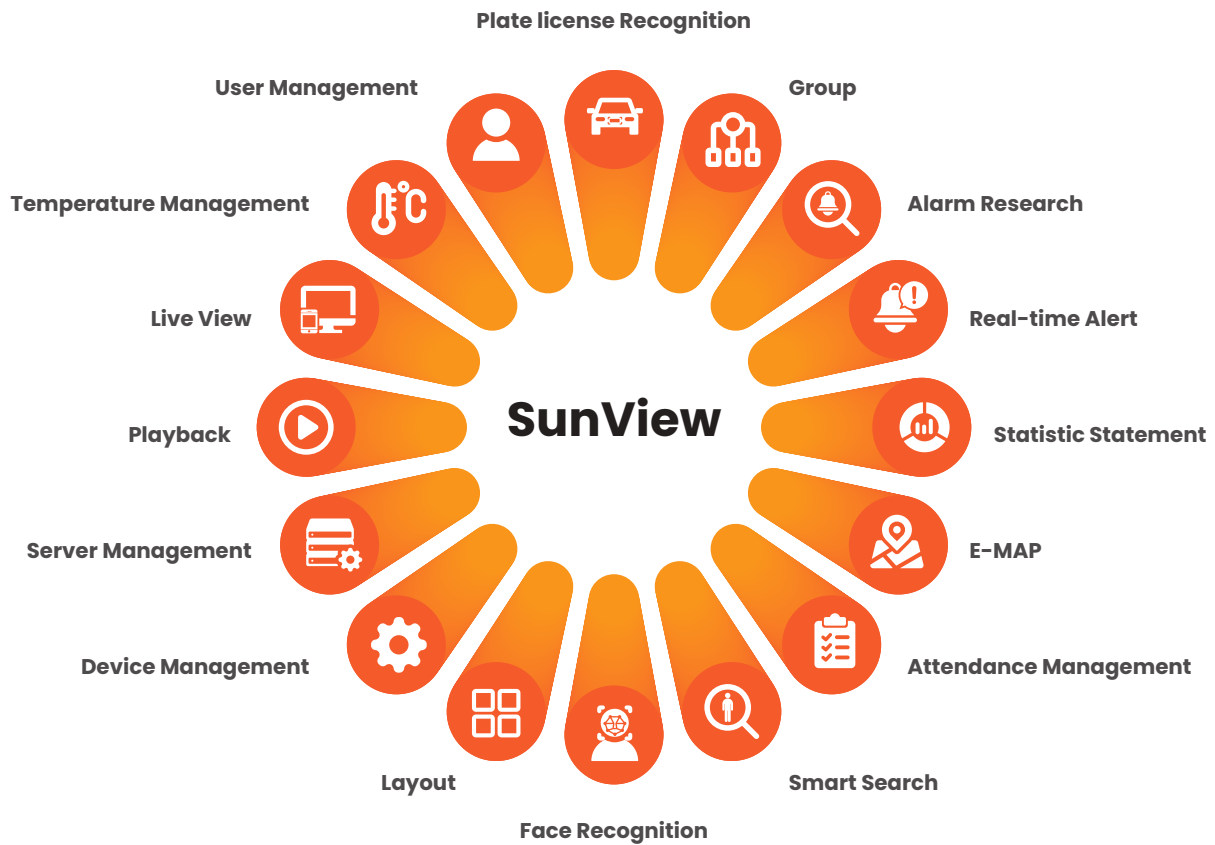 Plate license Recognition
User Management
Group
Temperature Management
Alarm Research
Live View
Real-time Alert
SunView
Playback
Statistic Statement
Server Management
E-MAP
Device Management
Attendance Management
Layout
Smart Search
Face Recognition